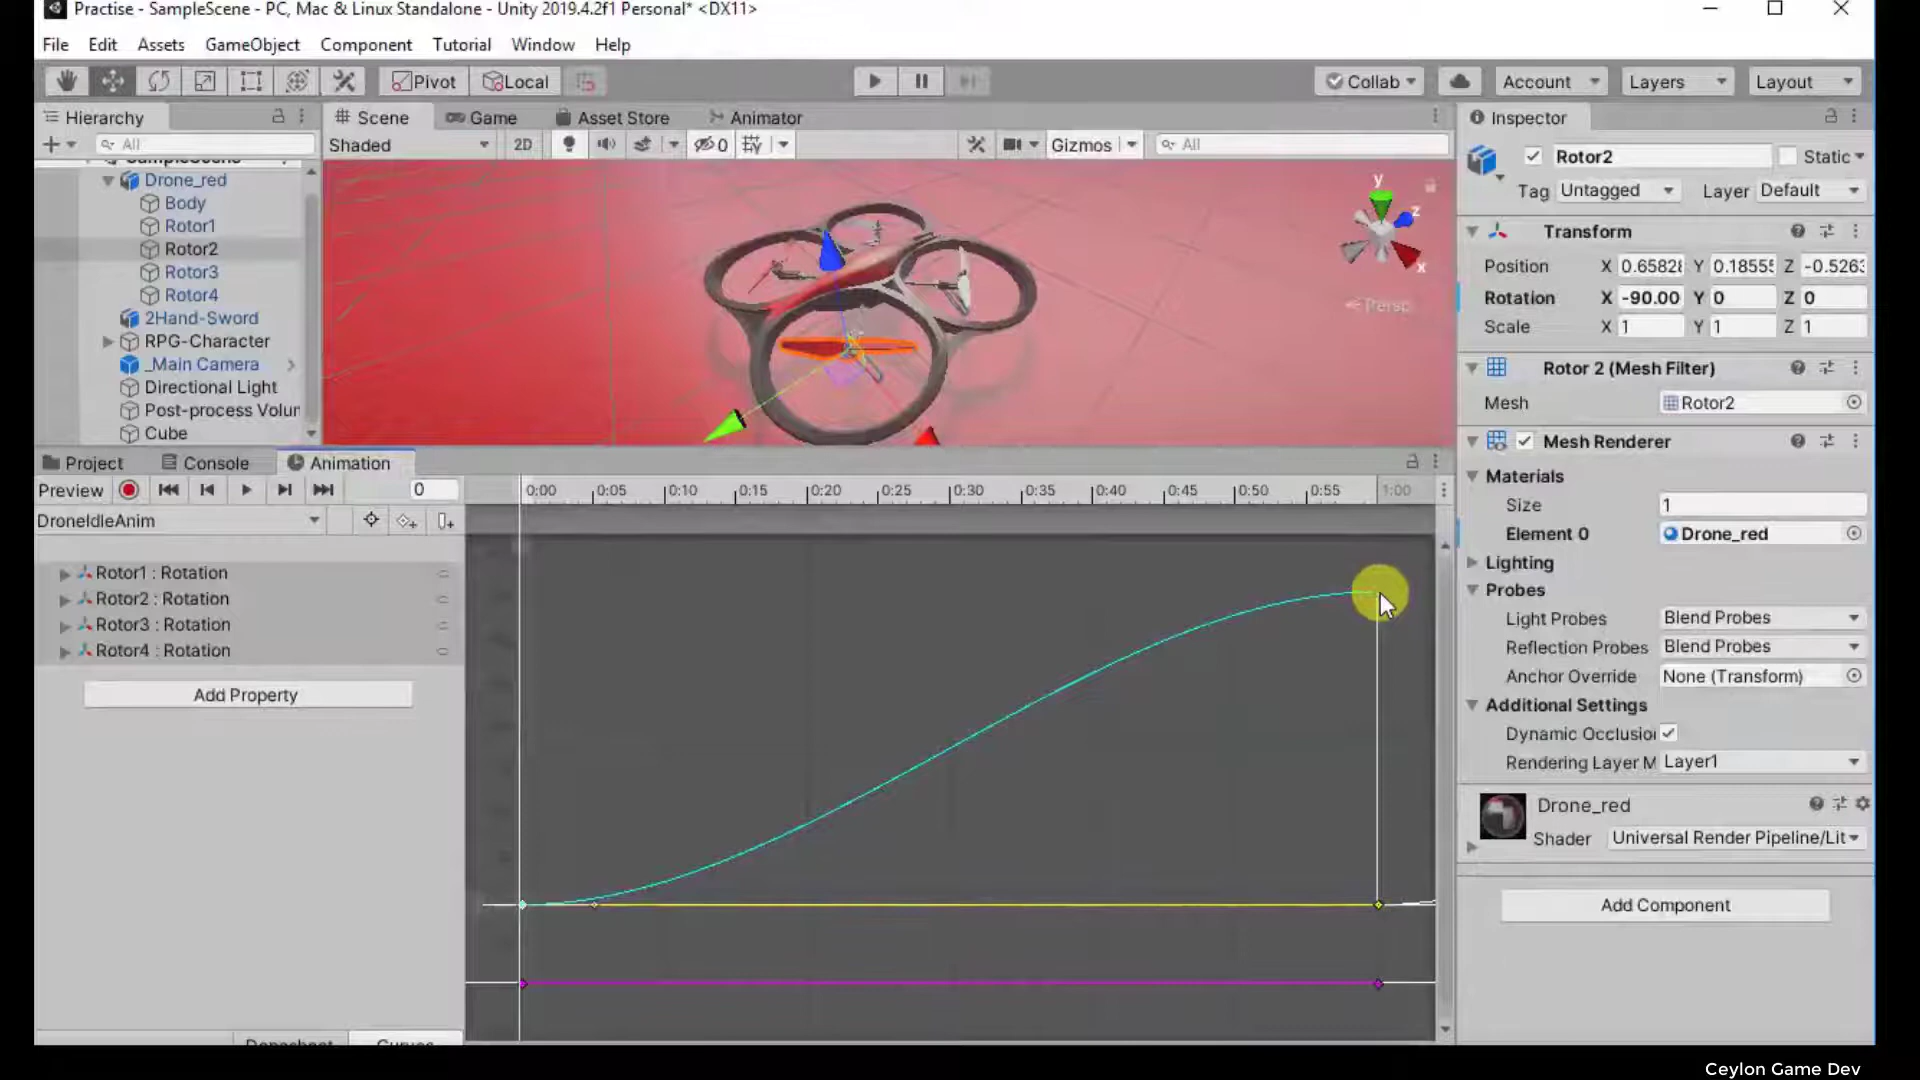 Practise - SampleScene - PC, Mac & Linux Standalone - Unity 2019.4.2f1 Personal* <DX11>
File Edit Assets GameObject Component Tutorial Window Help
Pivot Local Collab Account Layers Layout
Hierarchy
All
SampleScene
Drone_red
Body
Rotor1
Rotor2
Rotor3
Rotor4
2Hand-Sword
RPG-Character
_Main Camera
Directional Light
Post-process Volur
Cube
Scene Game Asset Store Animator
Shaded 2D 0 Gizmos All
y
z
x
Persp
Project Console Animation
Preview 0
DroneIdleAnim
0:00 0:05 0:10 0:15 0:20 0:25 0:30 0:35 0:40 0:45 0:50 0:55 1:00
Rotor1 : Rotation
Rotor2 : Rotation
Rotor3 : Rotation
Rotor4 : Rotation
Add Property
Dopesheet Curves
Inspector
Rotor2 Static
Tag Untagged Layer Default
Transform
Position X 0.6582 Y 0.1855 Z -0.5263
Rotation X -90.00 Y 0 Z 0
Scale X 1 Y 1 Z 1
Rotor 2 (Mesh Filter)
Mesh Rotor2
Mesh Renderer
Materials
Size 1
Element 0 Drone_red
Lighting
Probes
Light Probes Blend Probes
Reflection Probes Blend Probes
Anchor Override None (Transform)
Additional Settings
Dynamic Occlusio
Rendering Layer M Layer1
Drone_red
Shader Universal Render Pipeline/Lit
Add Component
Ceylon Game Dev